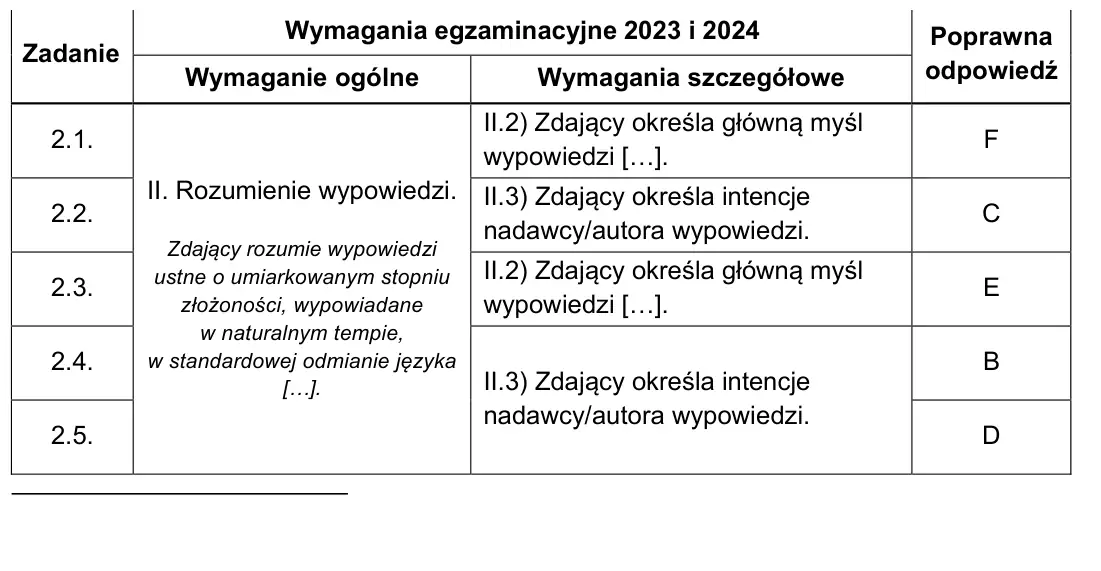 Zadanie
Wymagania egzaminacyjne 2023 i 2024
Poprawna
odpowiedź
Wymaganie ogólne
Wymagania szczegółowe
2.1.
II. Rozumienie wypowiedzi.
Zdający rozumie wypowiedzi
ustne o umiarkowanym stopniu
złożoności, wypowiadane
w naturalnym tempie,
w standardowej odmianie języka
[…].
II.2) Zdający określa główną myśl
wypowiedzi […].
F
2.2.
II.3) Zdający określa intencje
nadawcy/autora wypowiedzi.
C
2.3.
II.2) Zdający określa główną myśl
wypowiedzi […].
E
2.4.
II.3) Zdający określa intencje
nadawcy/autora wypowiedzi.
B
2.5.
D